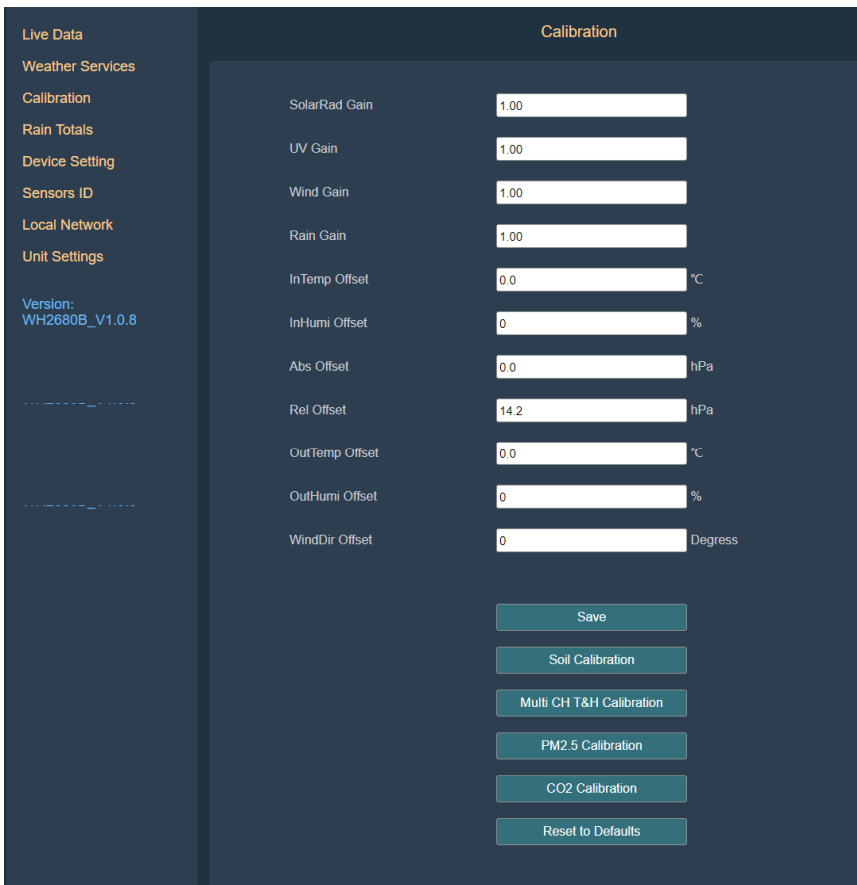 Live Data
Weather Services
Calibration
Rain Totals
Device Setting
Sensors ID
Local Network
Unit Settings
Version:
WH2680B_V1.0.8
Calibration
SolarRad Gain 1.00
UV Gain 1.00
Wind Gain 1.00
Rain Gain 1.00
InTemp Offset 0.0 ℃
InHumi Offset 0 %
Abs Offset 0.0 hPa
Rel Offset 14.2 hPa
OutTemp Offset 0.0 ℃
OutHumi Offset 0 %
WindDir Offset 0 Degress
Save
Soil Calibration
Multi CH T&H Calibration
PM2.5 Calibration
CO2 Calibration
Reset to Defaults